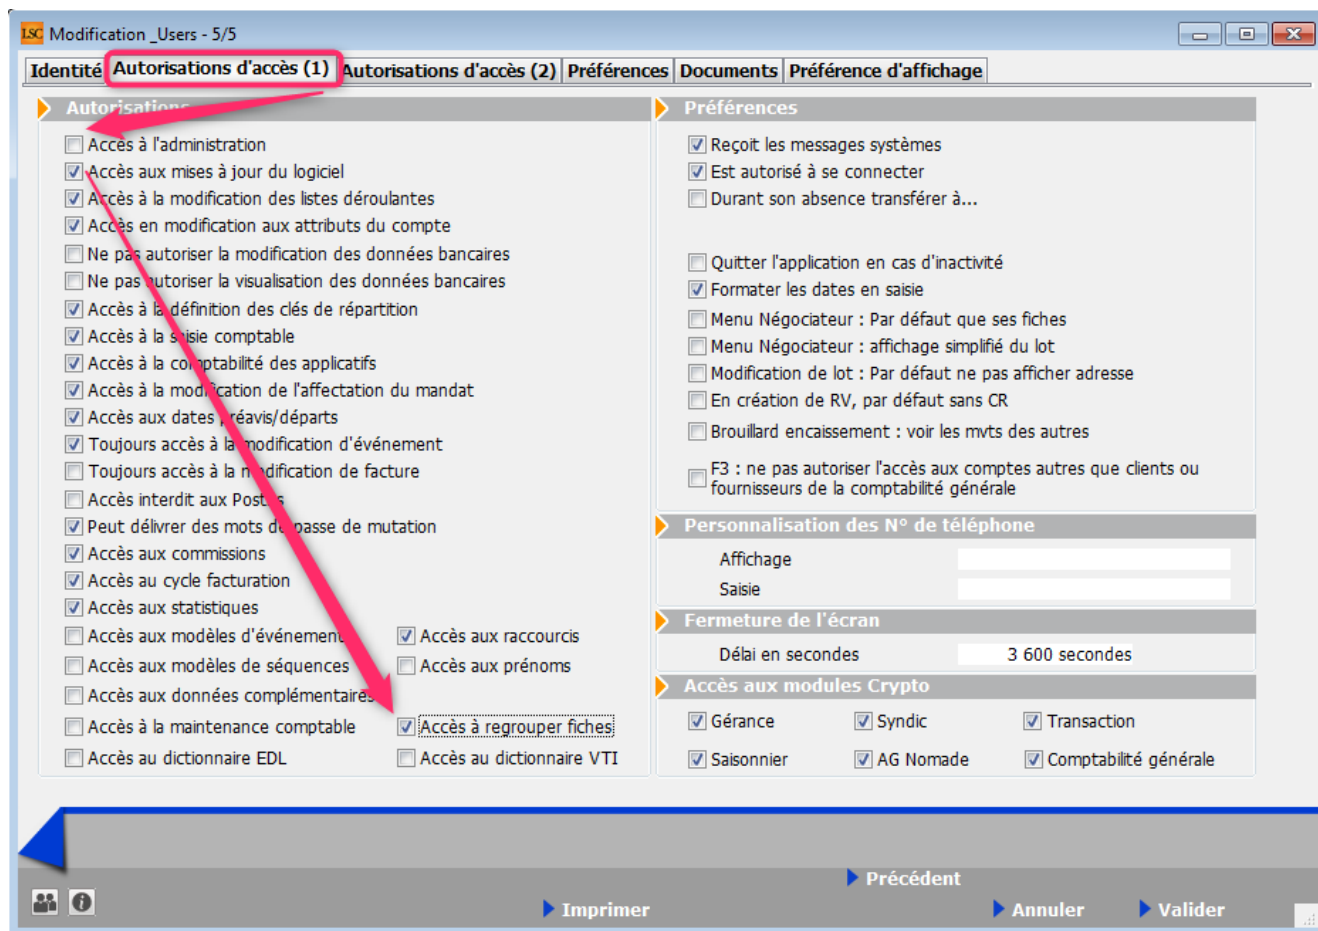 LSC Modification _Users - 5/5
Identité Autorisations d'accès (1) Autorisations d'accès (2) Préférences Documents Préférence d'affichage
Autorisations
Accès à l'administration
Accès aux mises à jour du logiciel
Accès à la modification des listes déroulantes
Accès en modification aux attributs du compte
Ne pas autoriser la modification des données bancaires
Ne pas autoriser la visualisation des données bancaires
Accès à la définition des clés de répartition
Accès à la saisie comptable
Accès à la comptabilité des applicatifs
Accès à la modification de l'affectation du mandat
Accès aux dates préavis/départs
Toujours accès à la modification d'événement
Toujours accès à la modification de facture
Accès interdit aux Postes
Peut délivrer des mots de passe de mutation
Accès aux commissions
Accès au cycle facturation
Accès aux statistiques
Accès aux modèles d'événement Accès aux raccourcis
Accès aux modèles de séquences Accès aux prénoms
Accès aux données complémentaires
Accès à la maintenance comptable Accès à regrouper fiches
Accès au dictionnaire EDL Accès au dictionnaire VTI
Préférences
Reçoit les messages systèmes
Est autorisé à se connecter
Durant son absence transférer à...
Quitter l'application en cas d'inactivité
Formater les dates en saisie
Menu Négociateur : Par défaut que ses fiches
Menu Négociateur : affichage simplifié du lot
Modification de lot : Par défaut ne pas afficher adresse
En création de RV, par défaut sans CR
Brouillard encaissement : voir les mvts des autres
F3 : ne pas autoriser l'accès aux comptes autres que clients ou
fournisseurs de la comptabilité générale
Personnalisation des N° de téléphone
Affichage
Saisie
Fermeture de l'écran
Délai en secondes 3 600 secondes
Accès aux modules Crypto
Gérance Syndic Transaction
Saisonnier AG Nomade Comptabilité générale
Précédent
Imprimer Annuler Valider